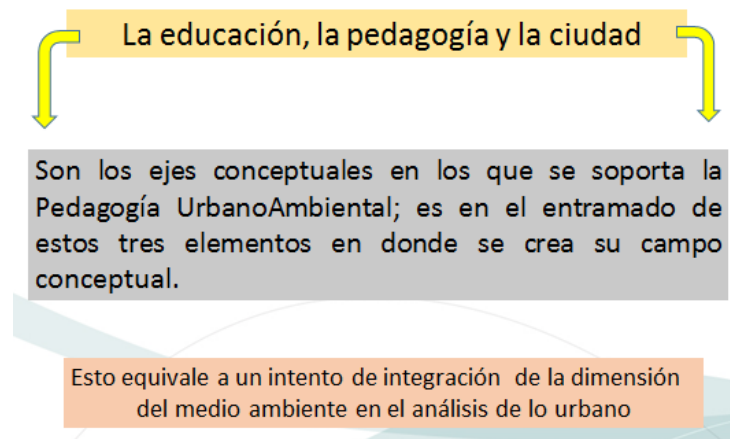 La educación, la pedagogía y la ciudad
Son los ejes conceptuales en los que se soporta la
Pedagogía UrbanoAmbiental; es en el entramado de
estos tres elementos en donde se crea su campo
conceptual.
Esto equivale a un intento de integración de la dimensión
del medio ambiente en el análisis de lo urbano